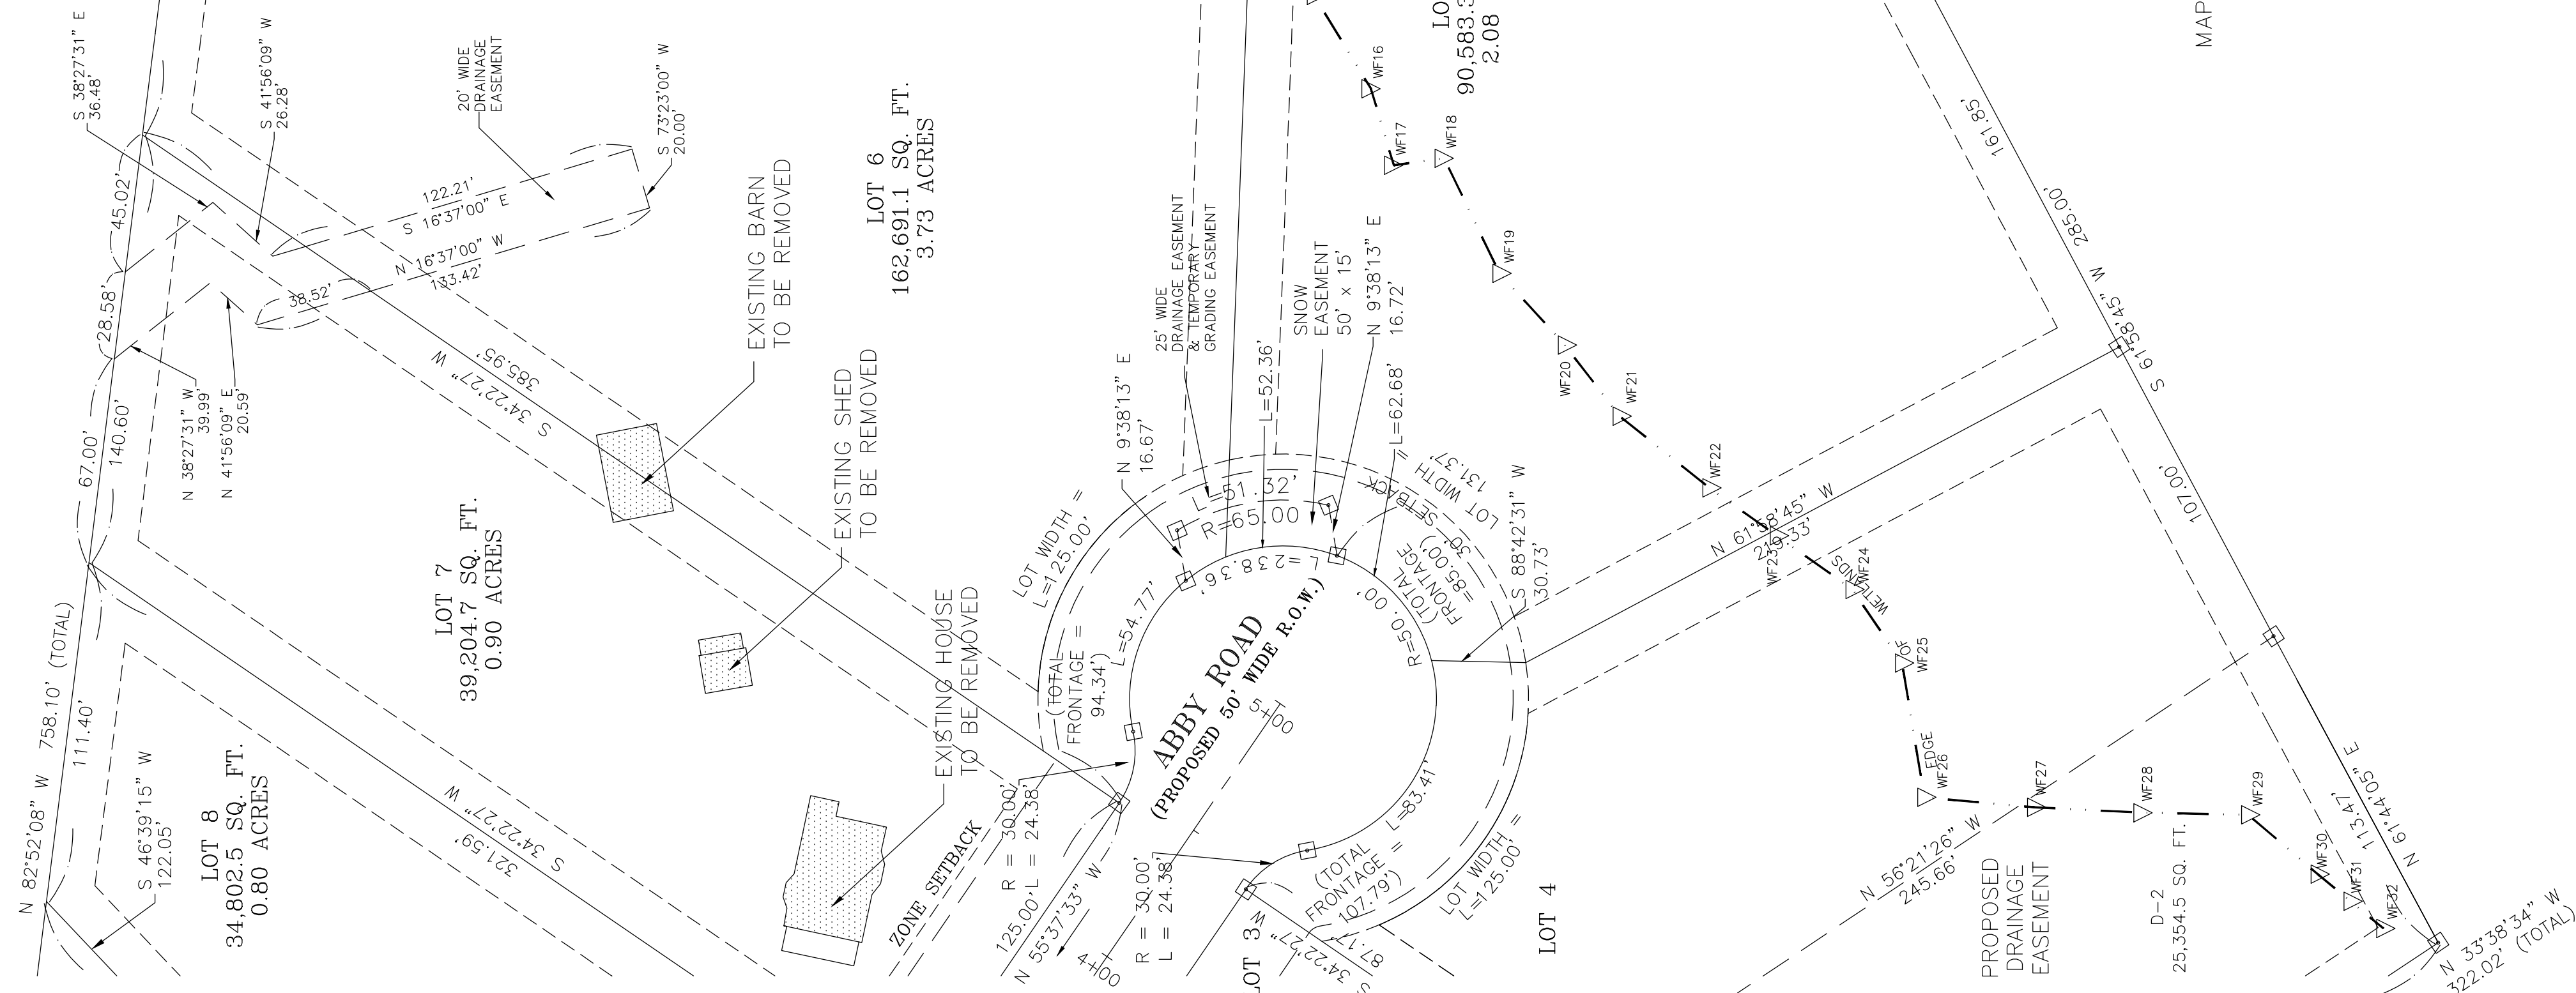 S 38°27'31" E
36.48'
S 41°56'09" W
26.28'
20' WIDE
DRAINAGE
EASEMENT
S 73°23'00" W
20.00'
45.02'
28.58'
67.00'
140.60'
122.21'
S 16°37'00" E
N 16°37'00" W
133.42'
38.52'
N 38°27'31" W
39.99'
N 41°56'09" E
20.59'
S 34°22'27" W
385.95'
EXISTING BARN
TO BE REMOVED
EXISTING SHED
TO BE REMOVED
EXISTING HOUSE
TO BE REMOVED
LOT 6
162,691.1 SQ. FT.
3.73 ACRES
LOT 7
39,204.7 SQ. FT.
0.90 ACRES
LOT 8
34,802.5 SQ. FT.
0.80 ACRES
N 82°52'08" W 758.10' (TOTAL)
111.40'
S 46°39'15" W
122.05'
S 34°22'27" W
321.59'
ZONE SETBACK
25' WIDE
DRAINAGE EASEMENT
& TEMPORARY
GRADING EASEMENT
SNOW
EASEMENT
50' x 15'
N 9°38'13" E
16.72'
N 9°38'13" E
16.67'
L=52.36'
L=62.68'
L=51.32'
R=65.00
L=238.36'
L=54.77'
LOT WIDTH =
L=125.00'
(TOTAL
FRONTAGE =
94.34')
LOT
WIDTH =
131.37'
30' SETBACK
(TOTAL
FRONTAGE
=85.00')
R=50.00'
S 88°42'31" W
30.73'
ABBY ROAD
(PROPOSED 50' WIDE R.O.W.)
5+00
4+00
R = 30.00'
L = 24.38'
R = 30.00'
L = 24.38'
125.00'
N 55°37'33" W
L=83.41'
(TOTAL
FRONTAGE =
107.79')
LOT WIDTH =
L=125.00'
LOT 3
S 34°22'27" W
87.17'
LOT 4
LO
90,583.3
2.08
WF16
WF17
WF18
WF19
WF20
WF21
WF22
WF23
WF24
WF25
WF26
WF27
WF28
WF29
WF30
WF31
WF32
EDGE
OF
WETLANDS
N 61°58'45" W
219.33'
161.85'
285.00'
S 61°58'45" W
107.00'
113.47'
N 61°44'05" E
N 56°21'26" W
245.66'
PROPOSED
DRAINAGE
EASEMENT
D-2
25,354.5 SQ. FT.
N 33°38'34" W
322.02' (TOTAL)
MAP